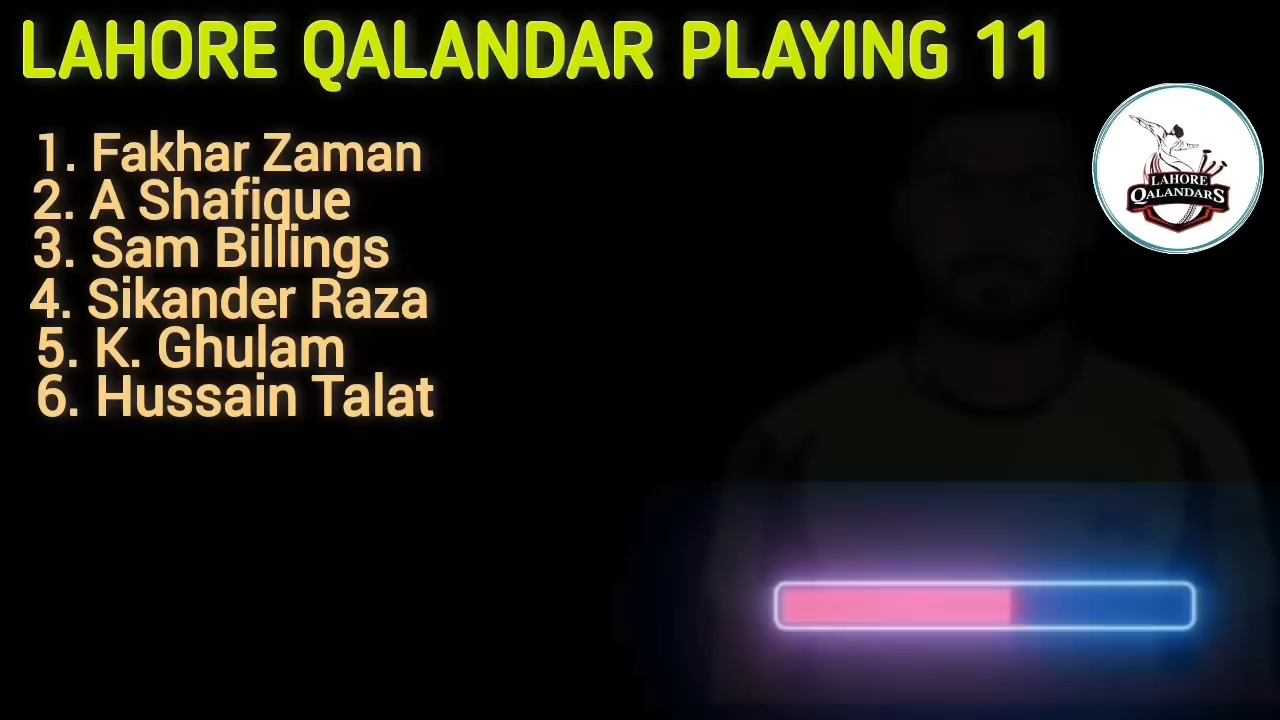 LAHORE QALANDAR PLAYING 11
LAHORE
QALANDARS
1. Fakhar Zaman
2. A Shafique
3. Sam Billings
4. Sikander Raza
5. K. Ghulam
6. Hussain Talat